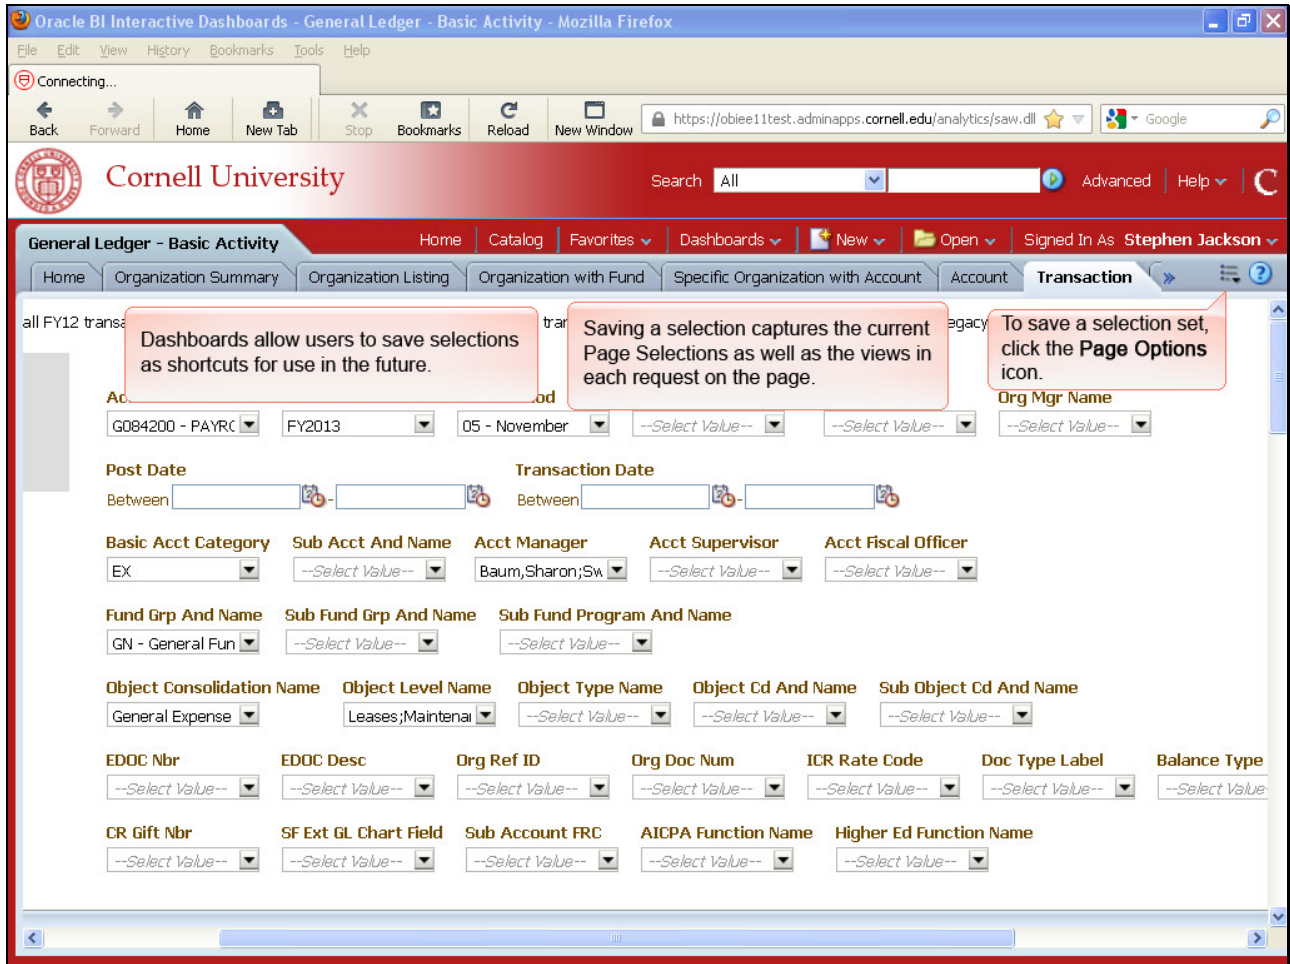 Oracle BI Interactive Dashboards - General Ledger - Basic Activity - Mozilla Firefox
File Edit View History Bookmarks Tools Help
Connecting...
Back Forward Home New Tab Stop Bookmarks Reload New Window https://obiee11test.adminapps.cornell.edu/analytics/saw.dll Google
Cornell University Search All Advanced Help C
General Ledger - Basic Activity Home Catalog Favorites Dashboards New Open Signed In As Stephen Jackson
Home Organization Summary Organization Listing Organization with Fund Specific Organization with Account Account Transaction » ?
all FY12 transa tran egacy
Dashboards allow users to save selections
as shortcuts for use in the future.
Saving a selection captures the current
Page Selections as well as the views in
each request on the page.
To save a selection set,
click the Page Options
icon.
Org Mgr Name
G084200 - PAYR( FY2013 05 - November --Select Value-- --Select Value-- --Select Value--
Post Date Transaction Date
Between - Between -
Basic Acct Category Sub Acct And Name Acct Manager Acct Supervisor Acct Fiscal Officer
EX --Select Value-- Baum,Sharon;Sw --Select Value-- --Select Value--
Fund Grp And Name Sub Fund Grp And Name Sub Fund Program And Name
GN - General Fun --Select Value-- --Select Value--
Object Consolidation Name Object Level Name Object Type Name Object Cd And Name Sub Object Cd And Name
General Expense Leases;Maintenai --Select Value-- --Select Value-- --Select Value--
EDOC Nbr EDOC Desc Org Ref ID Org Doc Num ICR Rate Code Doc Type Label Balance Type
--Select Value-- --Select Value-- --Select Value-- --Select Value-- --Select Value-- --Select Value-- --Select Value
CR Gift Nbr SF Ext GL Chart Field Sub Account FRC AICPA Function Name Higher Ed Function Name
--Select Value-- --Select Value-- --Select Value-- --Select Value-- --Select Value--